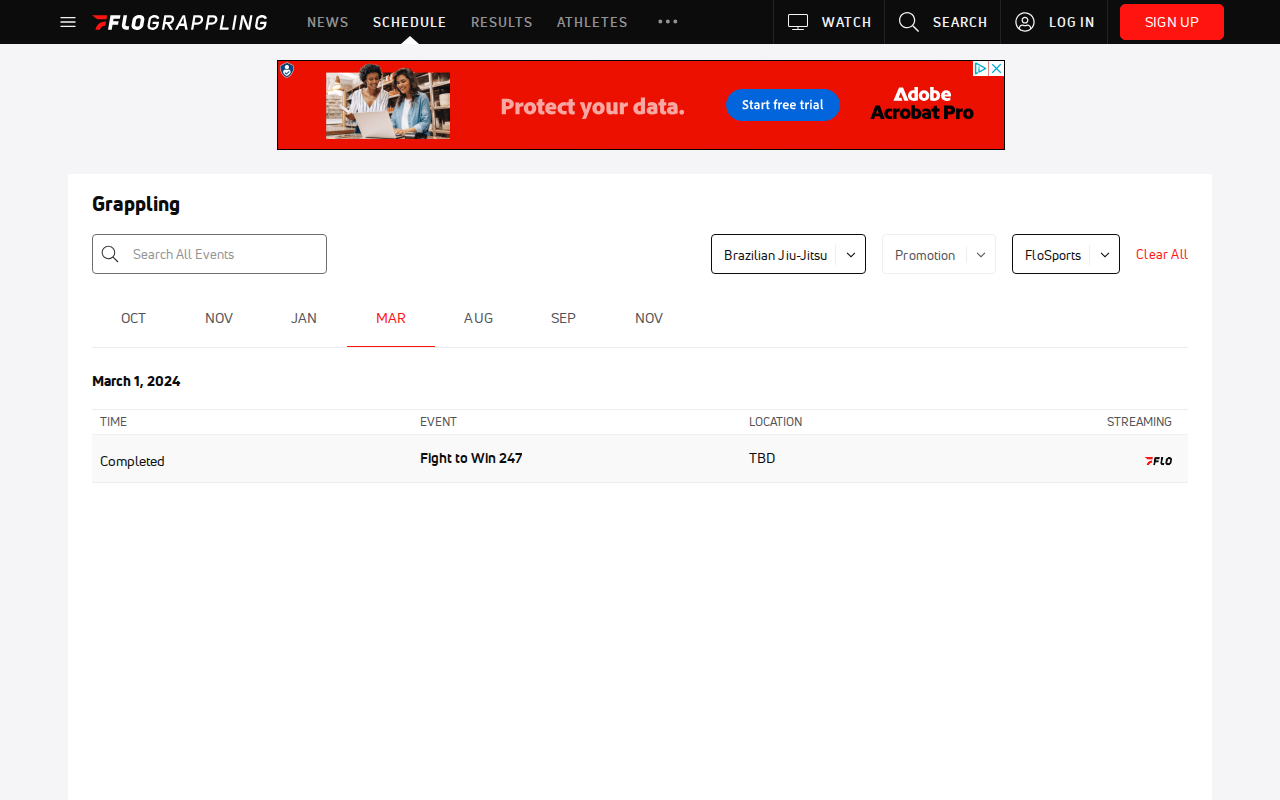 FLOGRAPPLING NEWS SCHEDULE RESULTS ATHLETES ••• WATCH SEARCH LOG IN SIGN UP
Protect your data. Start free trial Adobe
Acrobat Pro
Grappling
Search All Events Brazilian Jiu-Jitsu Promotion FloSports Clear All
OCT NOV JAN MAR AUG SEP NOV
March 1, 2024
TIME EVENT LOCATION STREAMING
Completed Fight to Win 247 TBD FLO